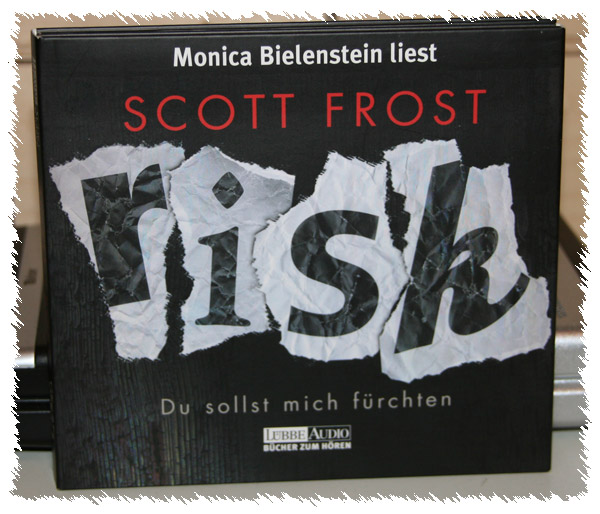 Monica Bielenstein liest
SCOTT FROST
risk
Du sollst mich fürchten
LÜBBE AUDIO
BÜCHER ZUM HÖREN